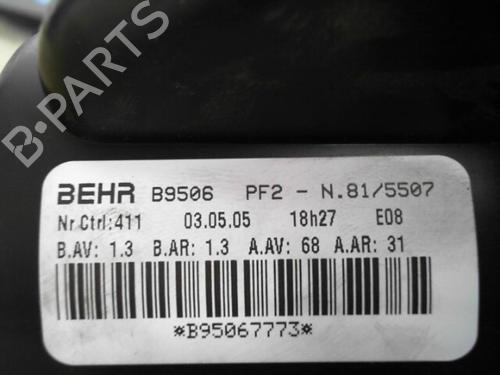 B-PARTS
BEHR B9506 PF2 - N.81/5507
Nr Ctrl:411 03.05.05 18h27 E08
B.AV: 1.3 B.AR: 1.3 A.AV: 68 A.AR: 31
*B95067773*